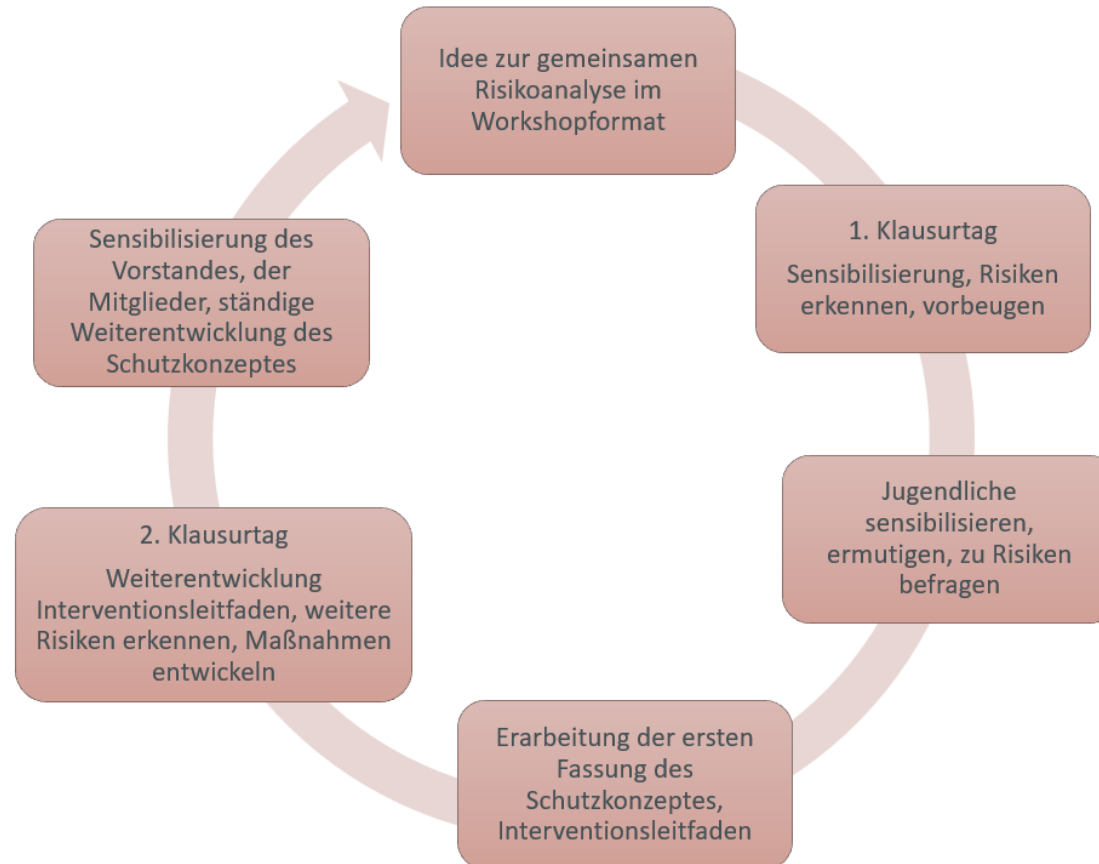 Idee zur gemeinsamen
Risikoanalyse im
Workshopformat
1. Klausurtag
Sensibilisierung, Risiken
erkennen, vorbeugen
Jugendliche
sensibilisieren,
ermutigen, zu Risiken
befragen
Erarbeitung der ersten
Fassung des
Schutzkonzeptes,
Interventionsleitfaden
2. Klausurtag
Weiterentwicklung
Interventionsleitfaden, weitere
Risiken erkennen, Maßnahmen
entwickeln
Sensibilisierung des
Vorstandes, der
Mitglieder, ständige
Weiterentwicklung des
Schutzkonzeptes